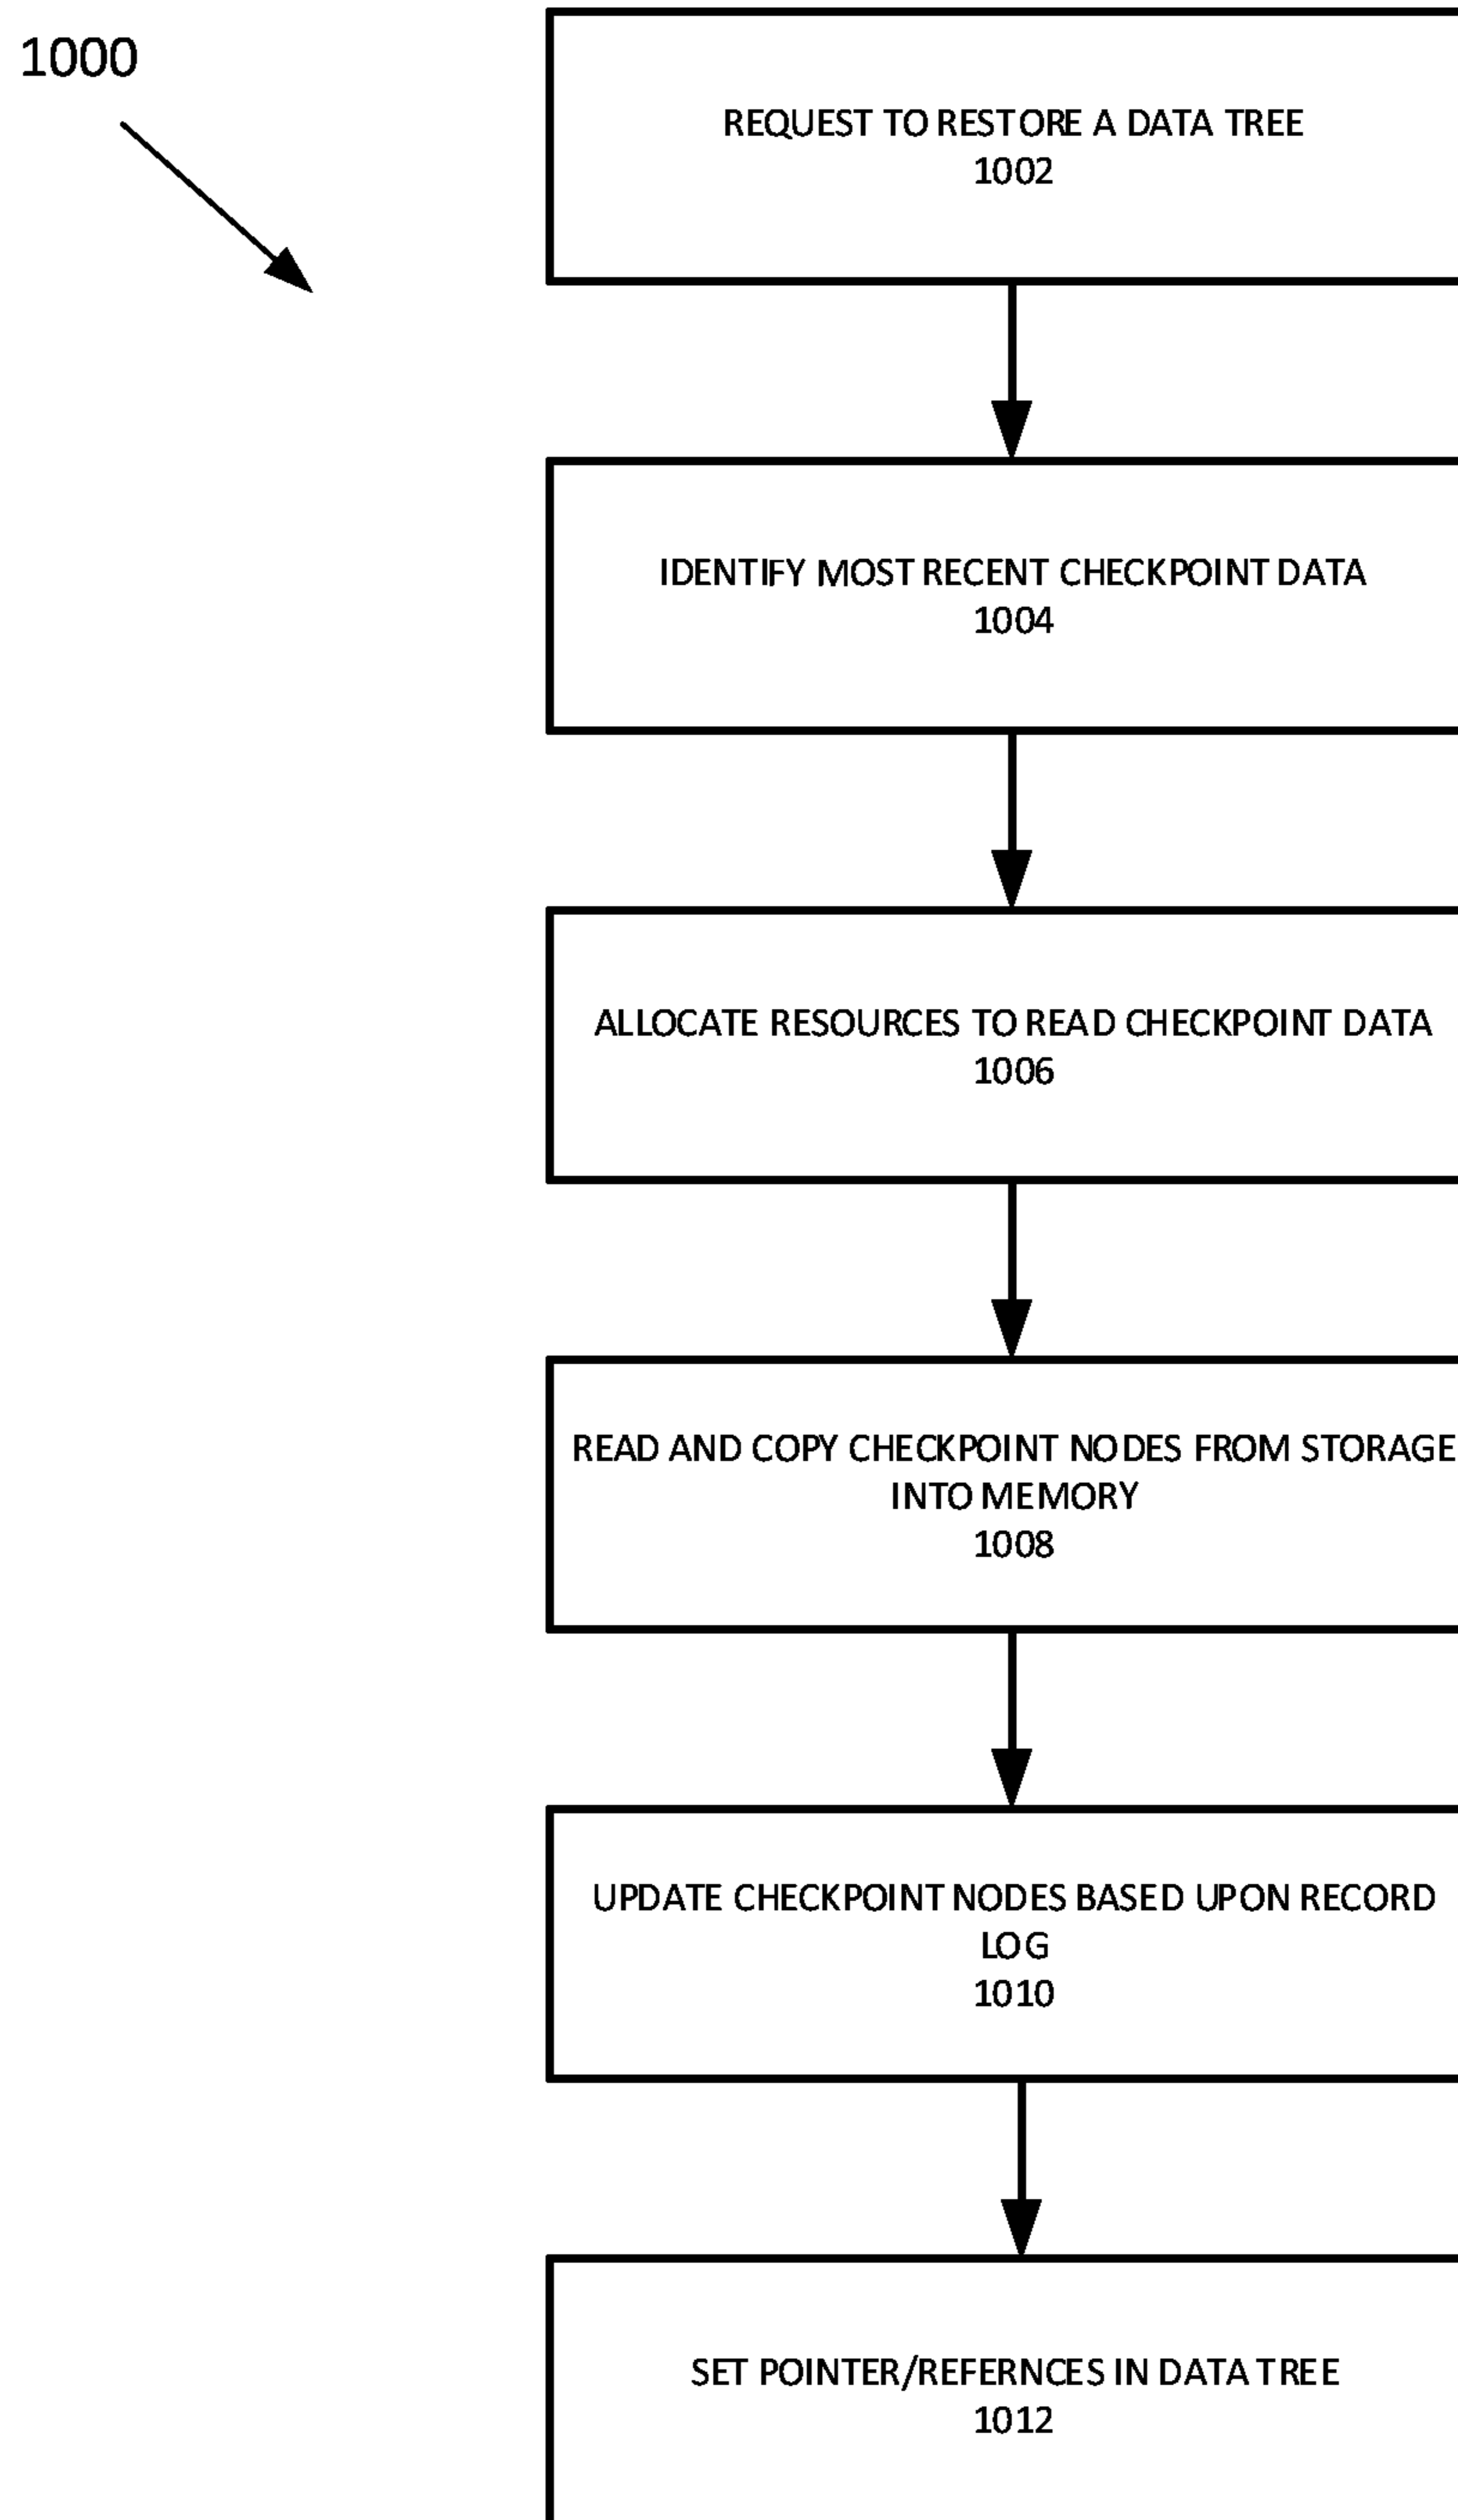 1000
REQUEST TO RESTORE A DATA TREE
1002
IDENTIFY MOST RECENT CHECKPOINT DATA
1004
ALLOCATE RESOURCES TO READ CHECKPOINT DATA
1006
READ AND COPY CHECKPOINT NODES FROM STORAGE
INTO MEMORY
1008
UPDATE CHECKPOINT NODES BASED UPON RECORD
LOG
1010
SET POINTER/REFERNCES IN DATA TREE
1012